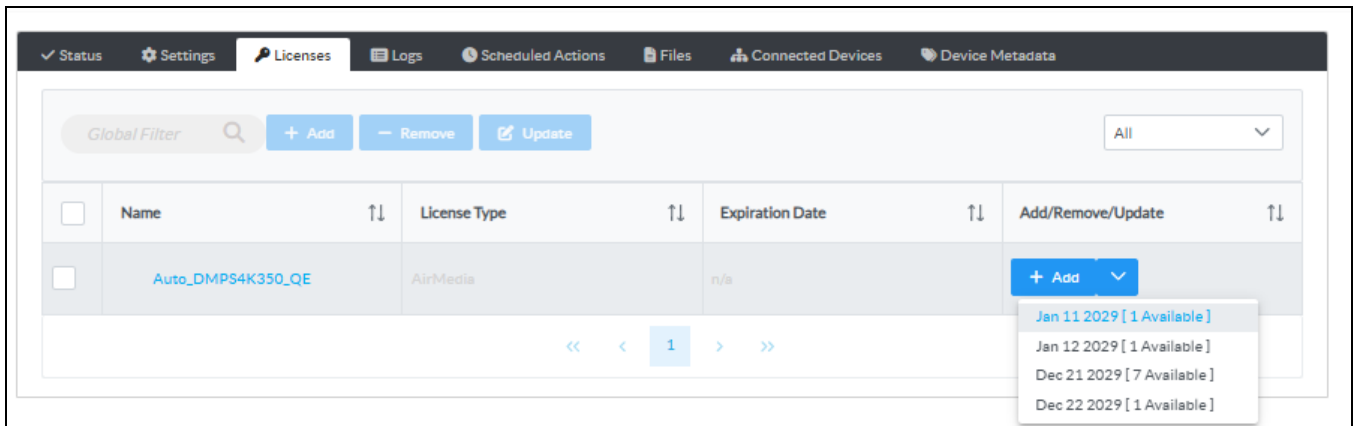 Status Settings Licenses Logs Scheduled Actions Files Connected Devices Device Metadata
Global Filter + Add − Remove Update All
Name License Type Expiration Date Add/Remove/Update
Auto_DMPS4K350_QE AirMedia n/a + Add
Jan 11 2029 [ 1 Available ]
<< < 1 > >>
Jan 12 2029 [ 1 Available ]
Dec 21 2029 [ 7 Available ]
Dec 22 2029 [ 1 Available ]